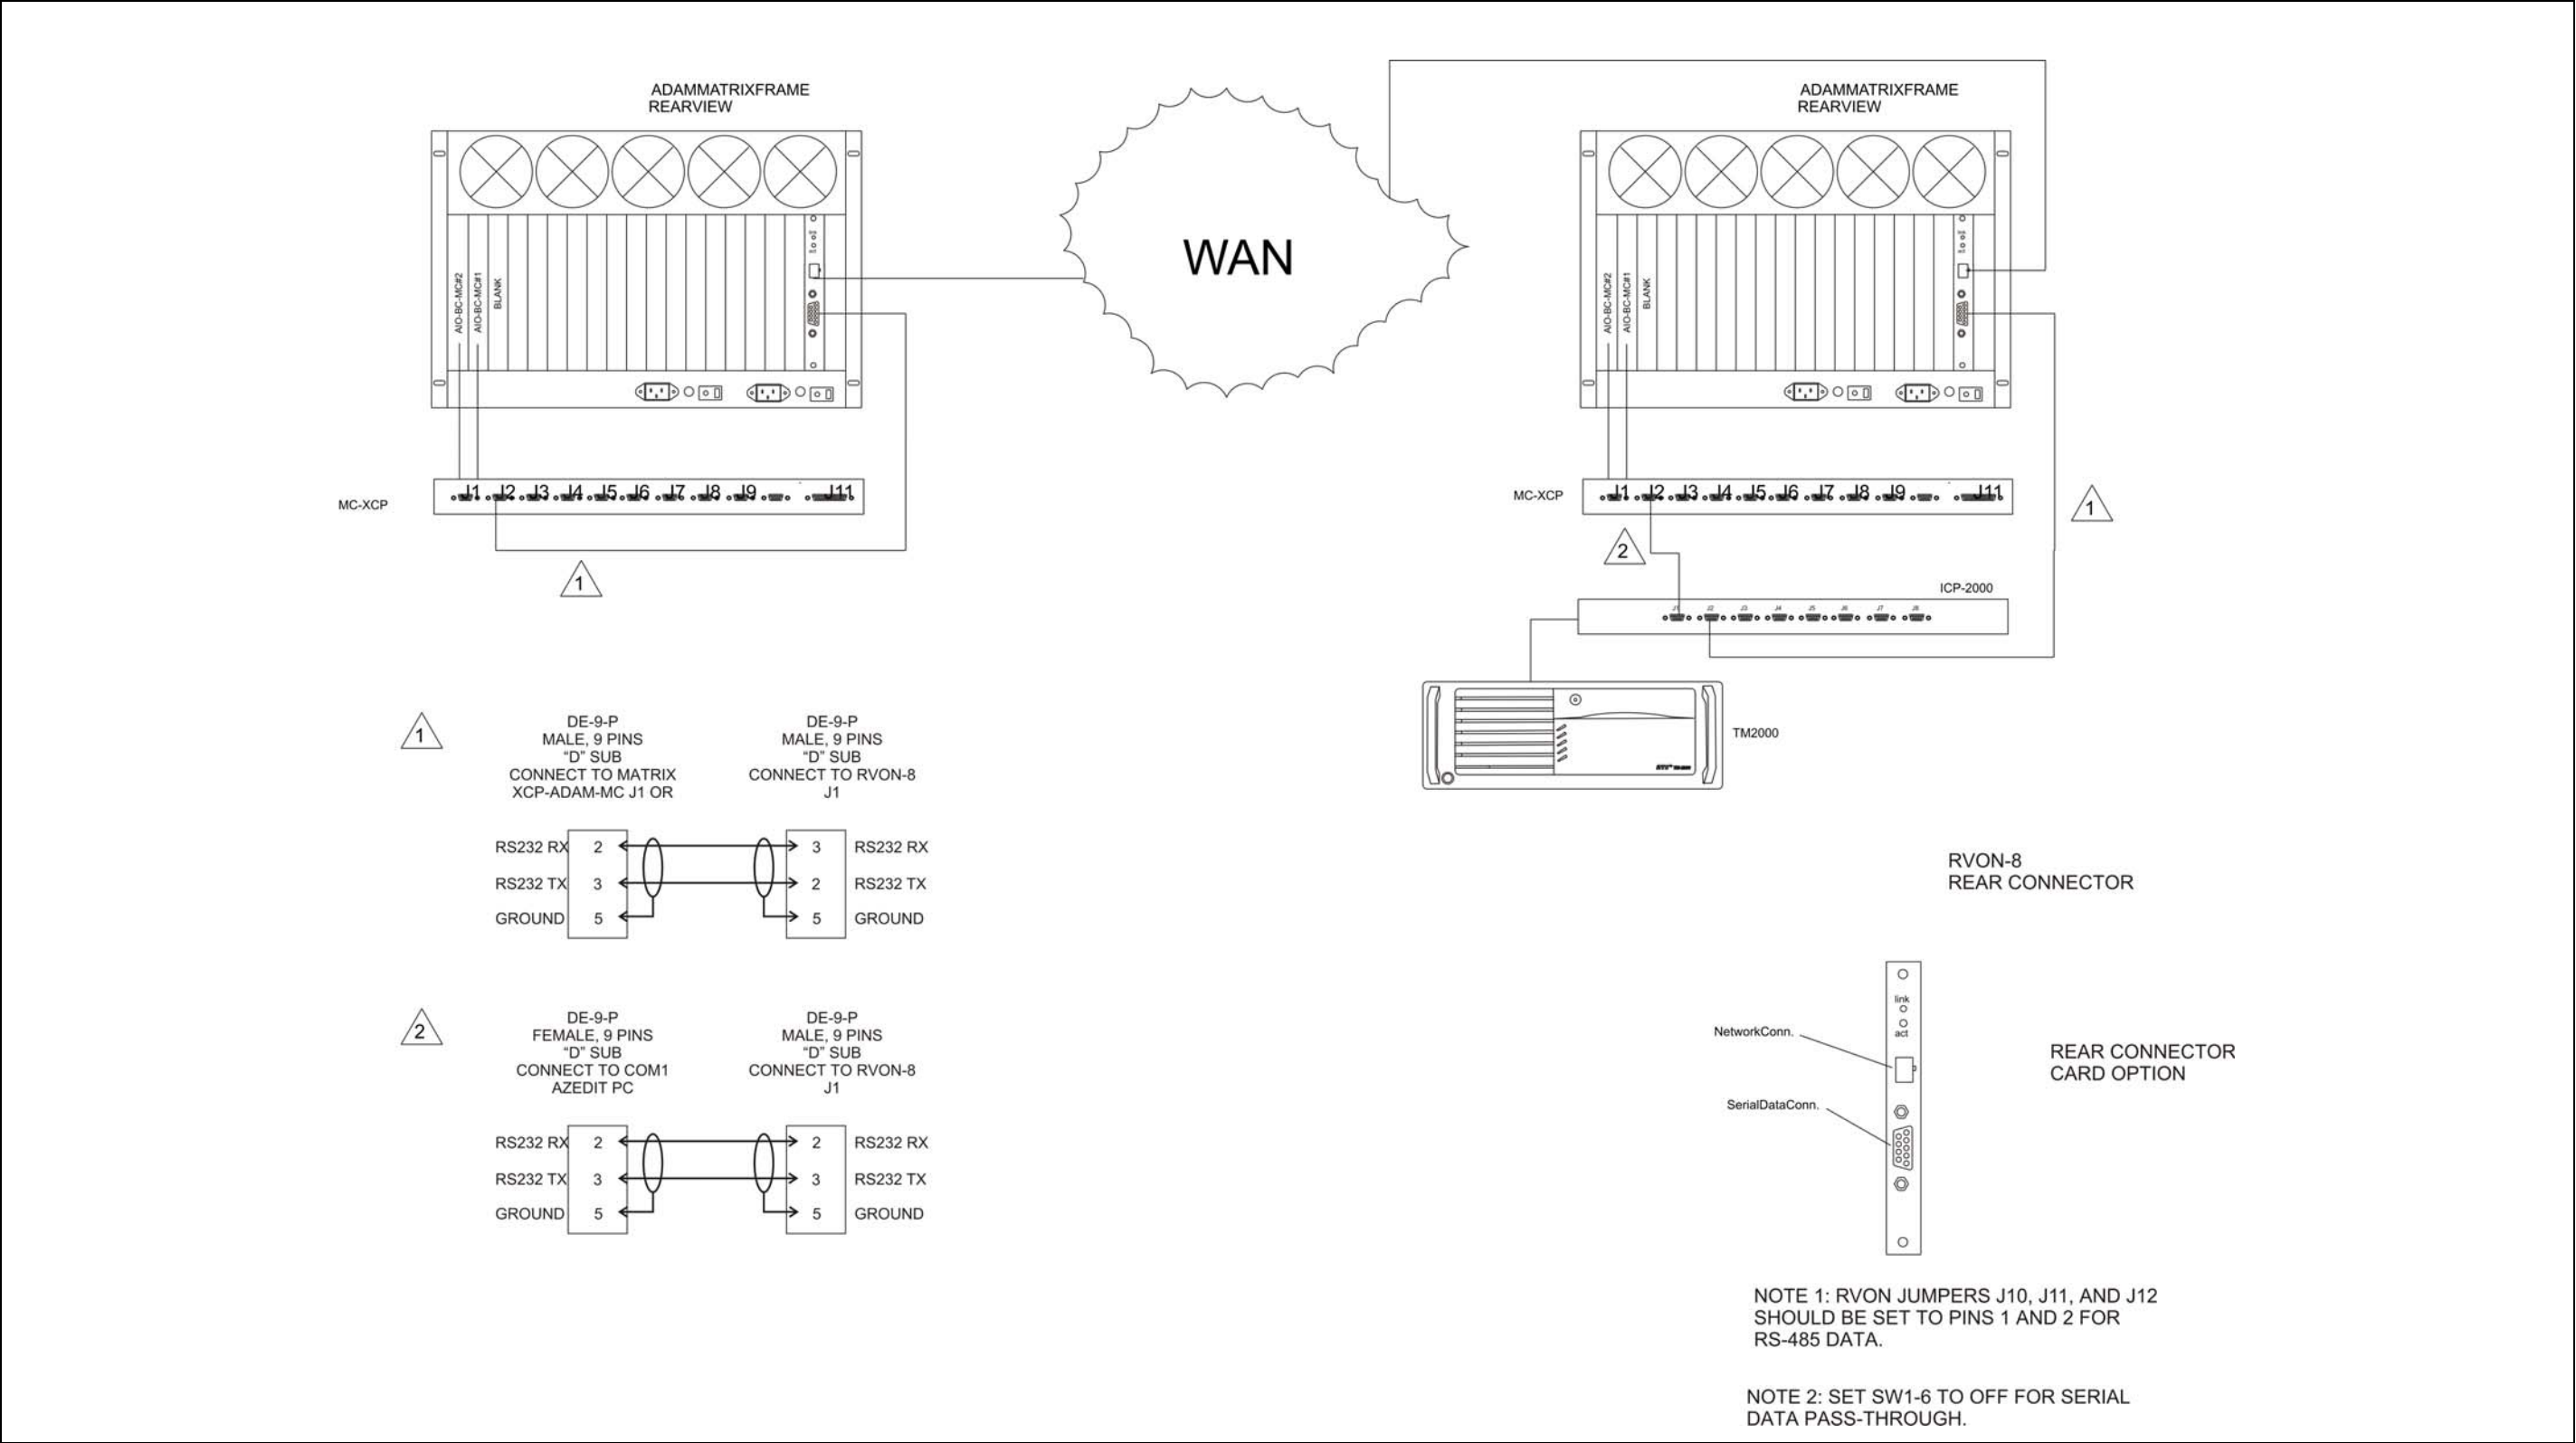 ADAMMATRIXFRAME
REARVIEW
AIO-BC-MC#2
AIO-BC-MC#1
BLANK
MC-XCP
J1 J2 J3 J4 J5 J6 J7 J8 J9 J11
1
WAN
ADAMMATRIXFRAME
REARVIEW
AIO-BC-MC#2
AIO-BC-MC#1
BLANK
MC-XCP
J1 J2 J3 J4 J5 J6 J7 J8 J9 J11
1
2
ICP-2000
J1 J2 J3 J4 J5 J6 J7 J8
TM2000
1
DE-9-P
MALE, 9 PINS
“D” SUB
CONNECT TO MATRIX
XCP-ADAM-MC J1 OR
DE-9-P
MALE, 9 PINS
“D” SUB
CONNECT TO RVON-8
J1
RS232 RX 2 3 RS232 RX
RS232 TX 3 2 RS232 TX
GROUND 5 5 GROUND
2
DE-9-P
FEMALE, 9 PINS
“D” SUB
CONNECT TO COM1
AZEDIT PC
DE-9-P
MALE, 9 PINS
“D” SUB
CONNECT TO RVON-8
J1
RS232 RX 2 2 RS232 RX
RS232 TX 3 3 RS232 TX
GROUND 5 5 GROUND
RVON-8
REAR CONNECTOR
link
act
NetworkConn.
SerialDataConn.
REAR CONNECTOR
CARD OPTION
NOTE 1: RVON JUMPERS J10, J11, AND J12
SHOULD BE SET TO PINS 1 AND 2 FOR
RS-485 DATA.
NOTE 2: SET SW1-6 TO OFF FOR SERIAL
DATA PASS-THROUGH.